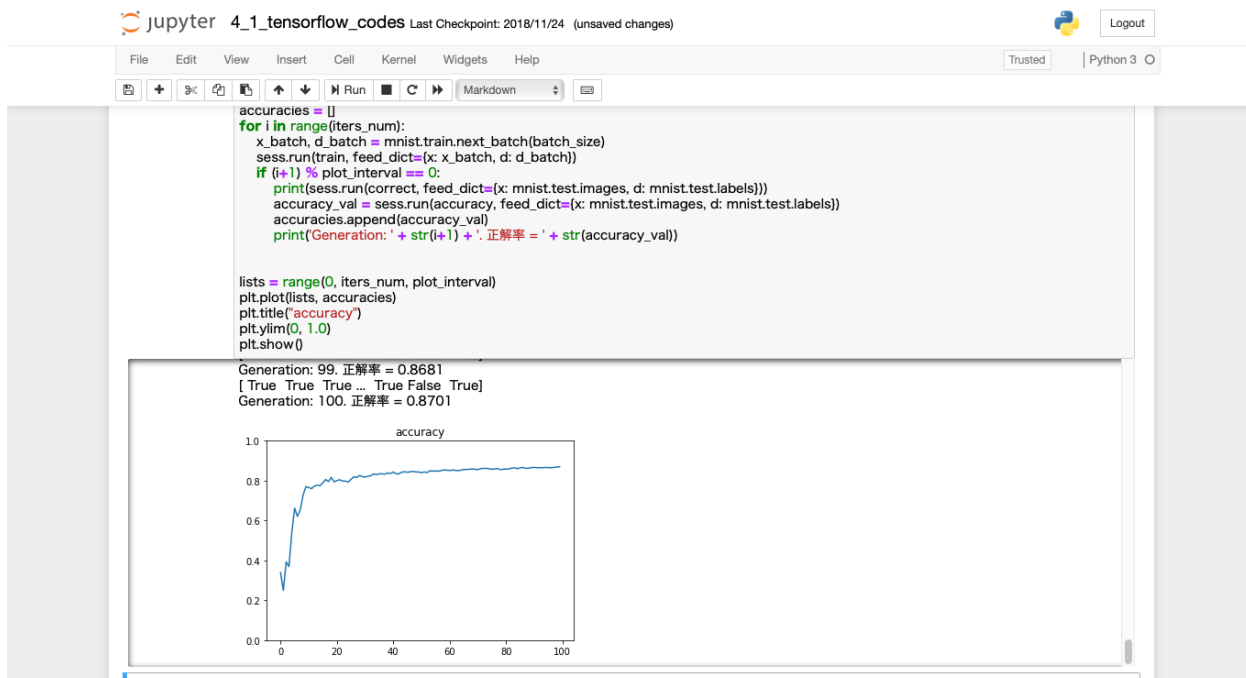 jupyter 4_1_tensorflow_codes Last Checkpoint: 2018/11/24 (unsaved changes)
Logout
File Edit View Insert Cell Kernel Widgets Help
Trusted
Python 3
Run
Markdown
accuracies = []
for i in range(iters_num):
    x_batch, d_batch = mnist.train.next_batch(batch_size)
    sess.run(train, feed_dict={x: x_batch, d: d_batch})
    if (i+1) % plot_interval == 0:
        print(sess.run(correct, feed_dict={x: mnist.test.images, d: mnist.test.labels}))
        accuracy_val = sess.run(accuracy, feed_dict={x: mnist.test.images, d: mnist.test.labels})
        accuracies.append(accuracy_val)
        print('Generation: ' + str(i+1) + '. 正解率 = ' + str(accuracy_val))
lists = range(0, iters_num, plot_interval)
plt.plot(lists, accuracies)
plt.title("accuracy")
plt.ylim(0, 1.0)
plt.show()
Generation: 99. 正解率 = 0.8681
[ True  True  True ...  True False  True]
Generation: 100. 正解率 = 0.8701
accuracy
1.0
0.8
0.6
0.4
0.2
0.0
0 20 40 60 80 100